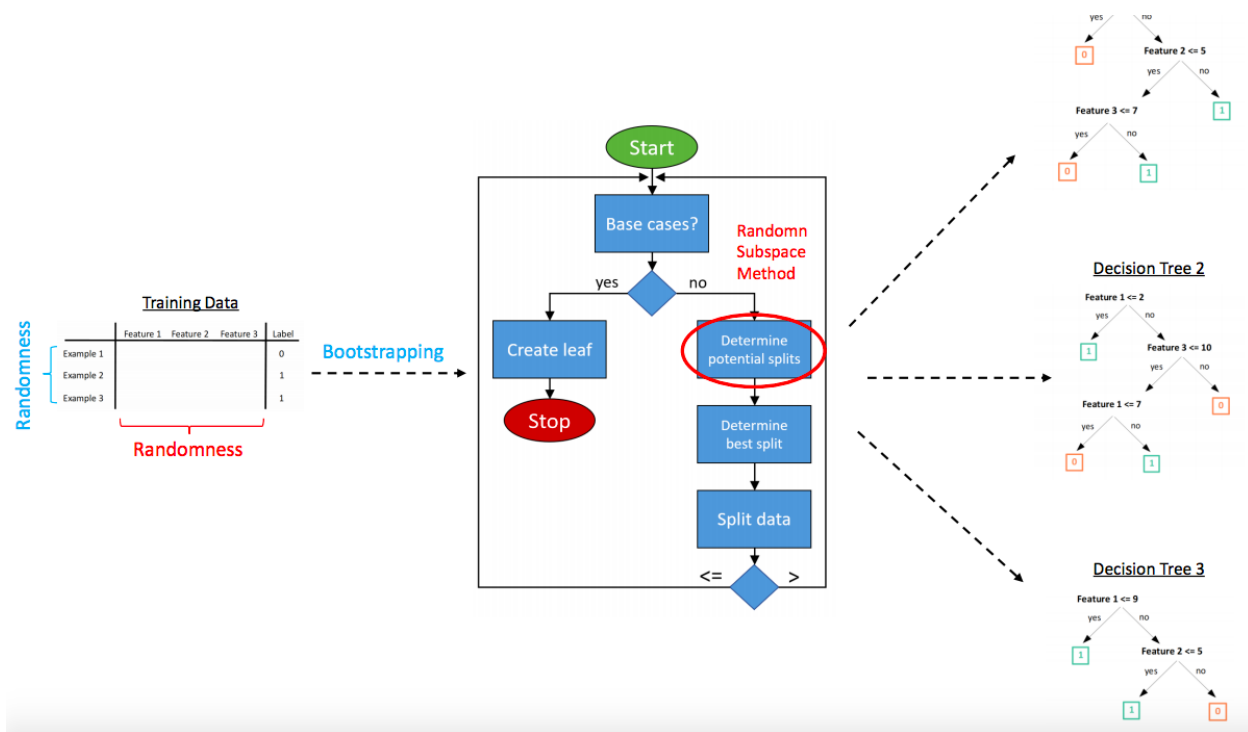 Randomness
Training Data
Feature 1 Feature 2 Feature 3 Label
Example 1 0
Example 2 1
Example 3 1
Randomness
Bootstrapping
Start
Base cases?
Randomn
Subspace
Method
yes no
Create leaf
Stop
Determine
potential splits
Determine
best split
Split data
<= >
yes no
0
Feature 2 <= 5
yes no
1
Feature 3 <= 7
yes no
0 1
Decision Tree 2
Feature 1 <= 2
yes no
1
Feature 3 <= 10
yes no
0
Feature 1 <= 7
yes no
0 1
Decision Tree 3
Feature 1 <= 9
yes no
1
Feature 2 <= 5
yes no
1 0